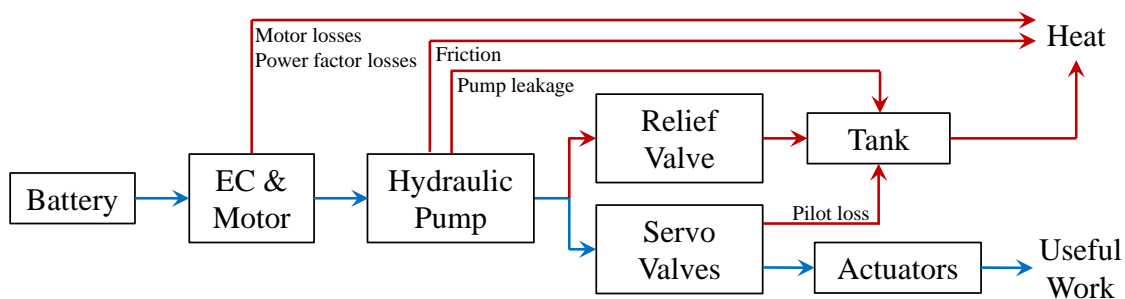 Motor losses
Power factor losses
Friction
Pump leakage
Heat
Relief
Valve
Tank
Battery
EC &
Motor
Hydraulic
Pump
Pilot loss
Servo
Valves
Actuators
Useful
Work